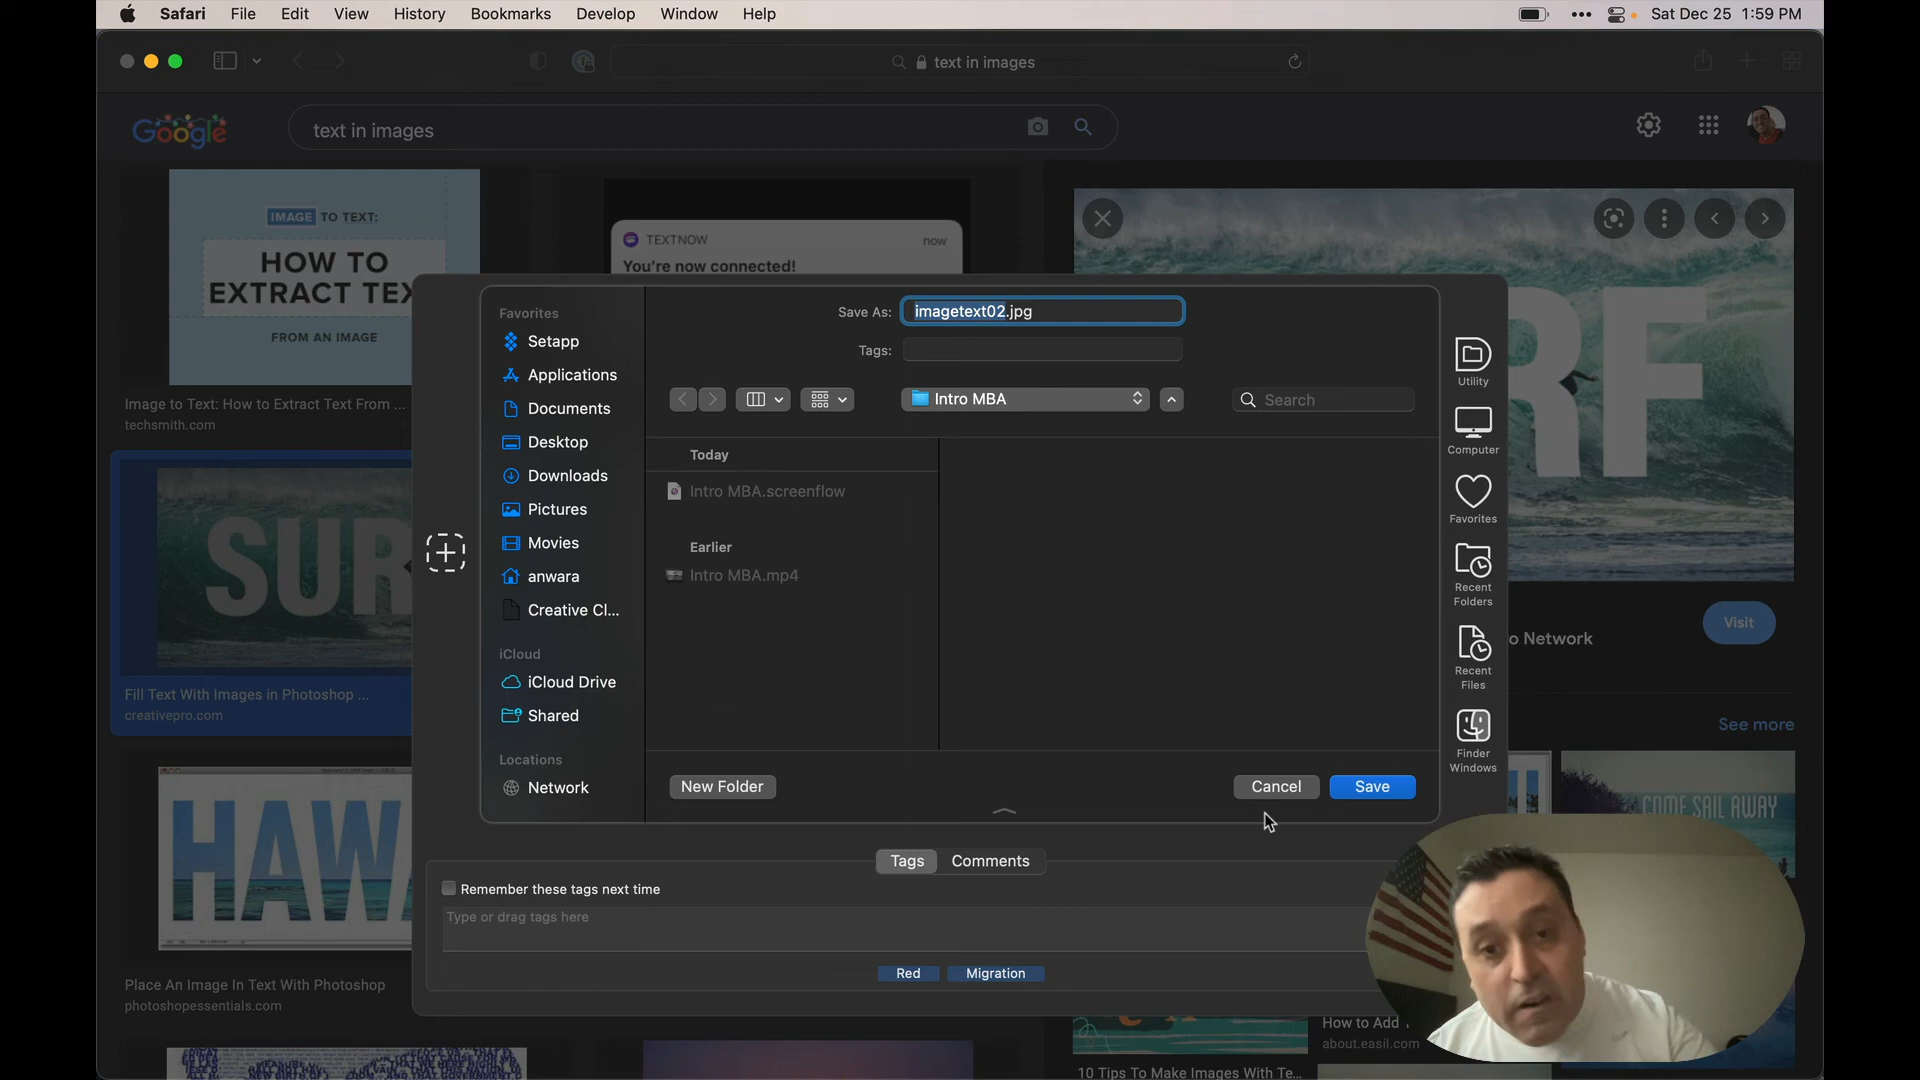 Safari File Edit View History Bookmarks Develop Window Help
Sat Dec 25 1:59 PM
text in images
Google
text in images
IMAGE TO TEXT:
HOW TO
EXTRACT TEX
FROM AN IMAGE
Image to Text: How to Extract Text From ...
techsmith.com
TEXTNOW
now
You're now connected!
SURF
Fill Text With Images in Photoshop ...
creativepro.com
HAWA
Place An Image In Text With Photoshop
photoshopessentials.com
Favorites
Setapp
Applications
Documents
Desktop
Downloads
Pictures
Movies
anwara
Creative Cl...
iCloud
iCloud Drive
Shared
Locations
Network
Save As: imagetext02.jpg
Tags:
Intro MBA
Search
Today
Intro MBA.screenflow
Earlier
Intro MBA.mp4
New Folder
Cancel
Save
Utility
Computer
Favorites
Recent
Folders
Recent
Files
Finder
Windows
Tags
Comments
Remember these tags next time
Type or drag tags here
Red
Migration
RF
o Network
Visit
See more
COME SAIL AWAY
How to Add
about.easil.com
10 Tips To Make Images With Te...